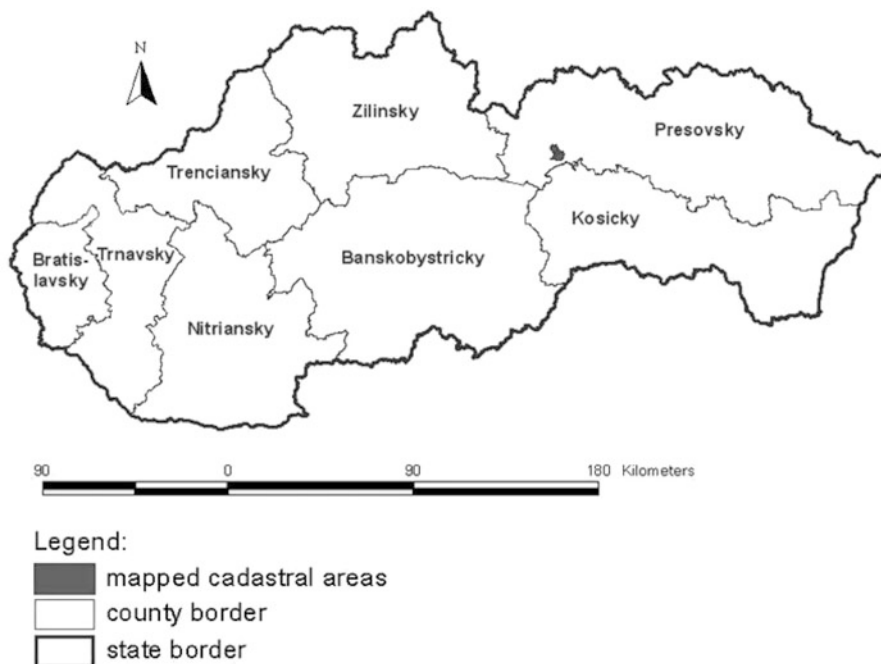 N
Zilinsky
Presovsky
Trenciansky
Kosicky
Bratis-
lavsky
Trnavsky
Banskobystricky
Nitriansky
90 0 90 180 Kilometers
Legend:
mapped cadastral areas
county border
state border